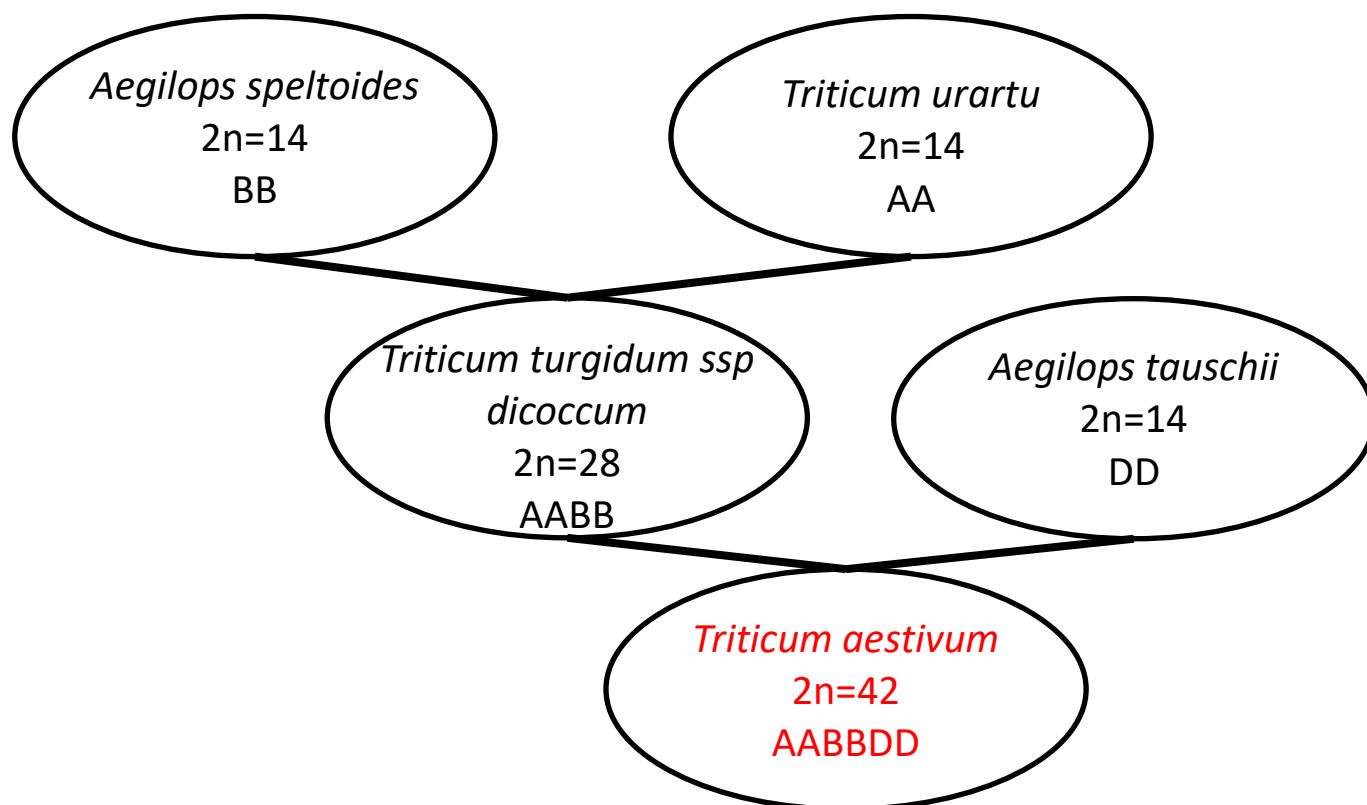 Aegilops speltoides
2n=14
BB
Triticum urartu
2n=14
AA
Triticum turgidum ssp
dicoccum
2n=28
AABB
Aegilops tauschii
2n=14
DD
Triticum aestivum
2n=42
AABBDD